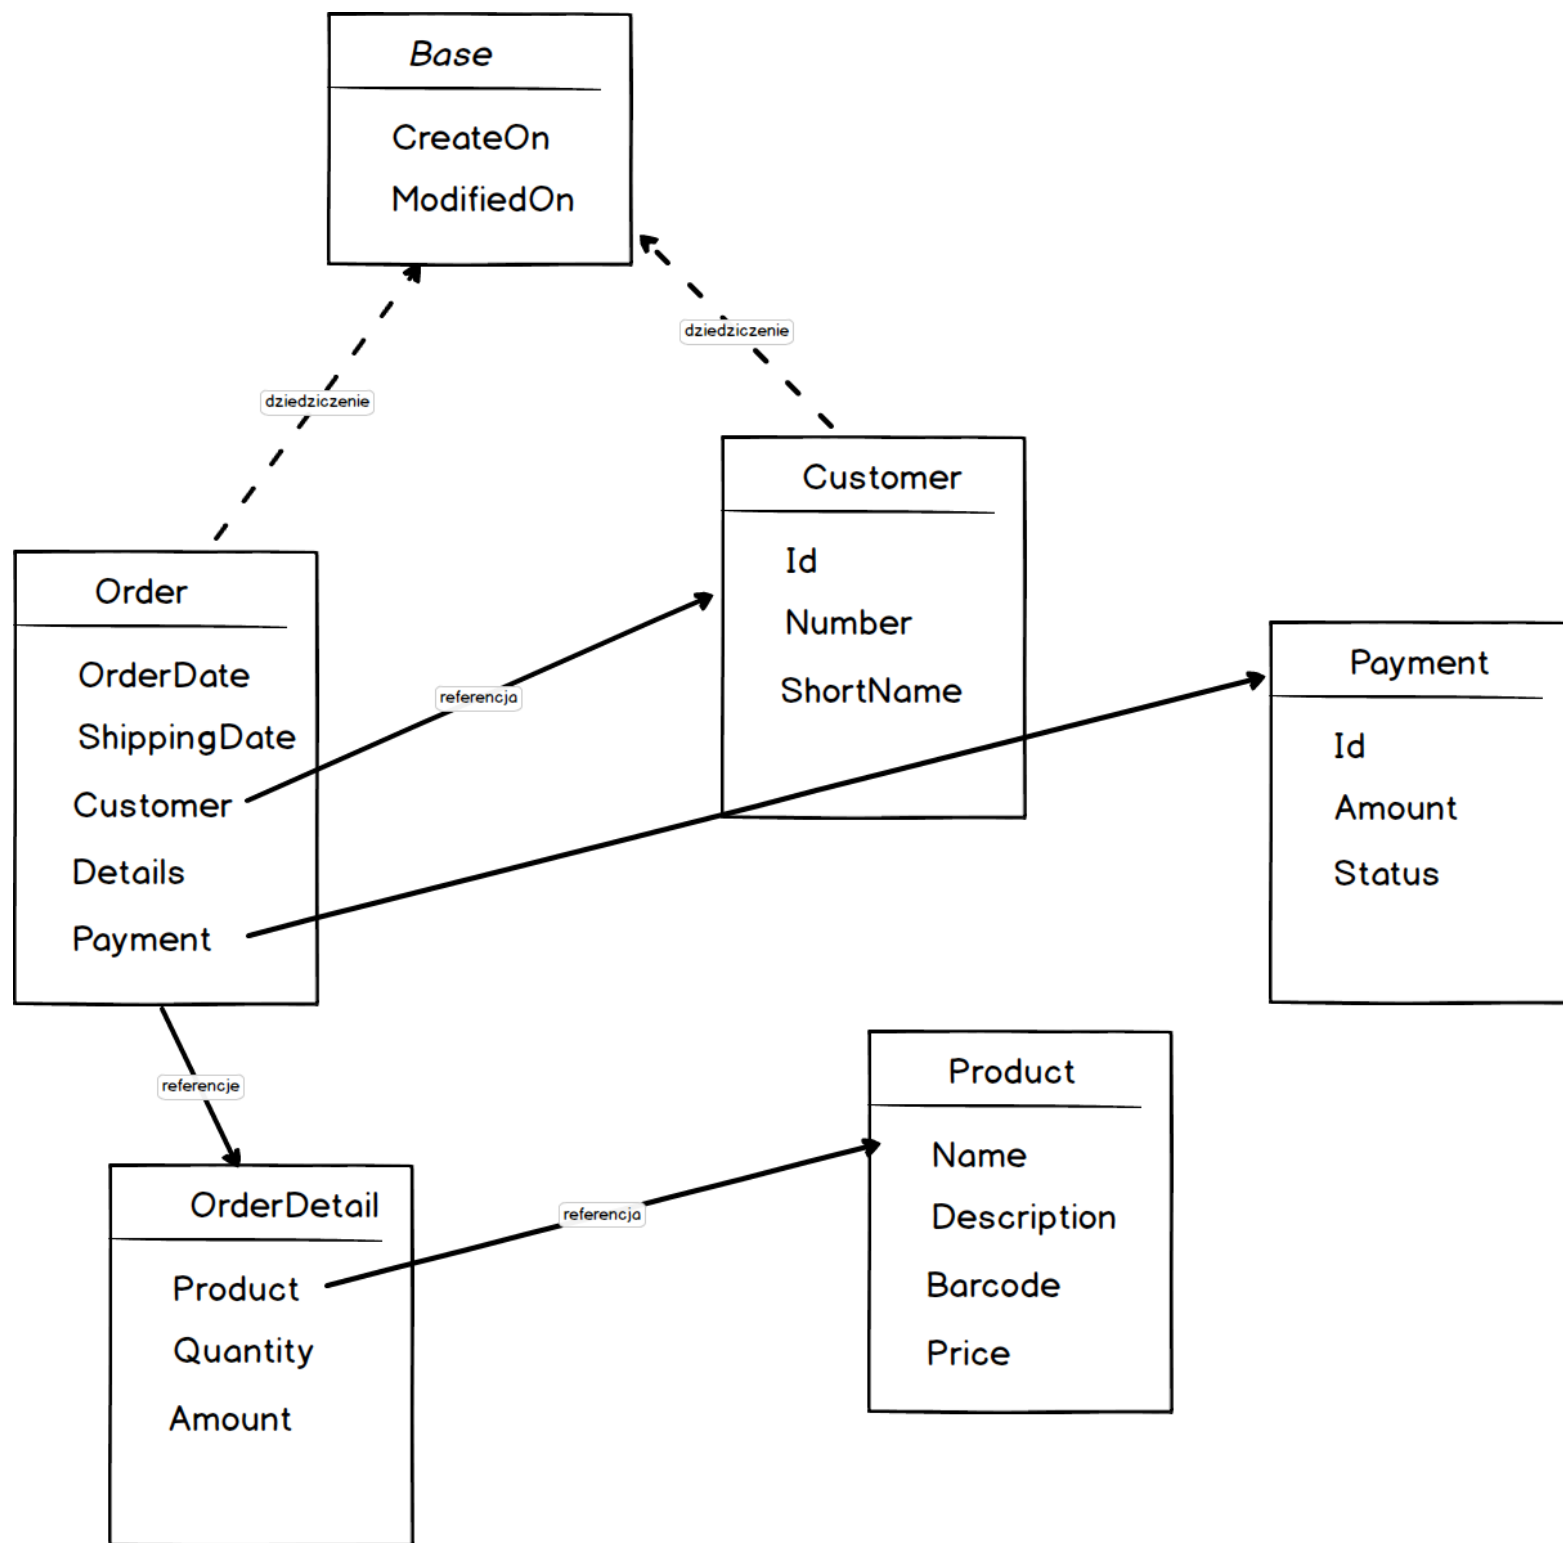 Base
CreateOn
ModifiedOn
dziedziczenie
dziedziczenie
Customer
Id
Number
ShortName
Order
OrderDate
ShippingDate
Customer
Details
Payment
referencja
Payment
Id
Amount
Status
referencje
OrderDetail
Product
Quantity
Amount
referencja
Product
Name
Description
Barcode
Price